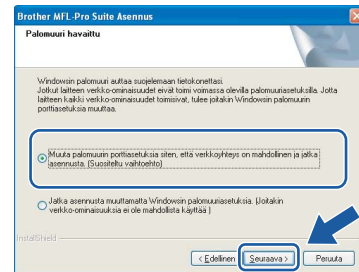 Brother MFL-Pro Suite Asennus
Palomuuri havaittu
Windowsin palomuuri auttaa suojelemaan tietokonettasi.
Jotkut laitteen verkko-ominaisuudet eivät toimi voimassa olevilla palomuuriasetuksilla. Jotta
laitteen kaikki verkko-ominaisuudet toimisivat, tulee joitakin Windowsin palomuurin
porttiasetuksia muuttaa.
Muuta palomuurin porttiasetuksia siten, että verkkoyhteys on mahdollinen ja jatka
asennusta. (Suositeltu vaihtoehto)
Jatka asennusta muuttamatta Windowsin palomuuriasetuksia. (Joitakin
verkko-ominaisuuksia ei ole mahdollista käyttää )
InstallShield
< Edellinen Seuraava > Peruuta